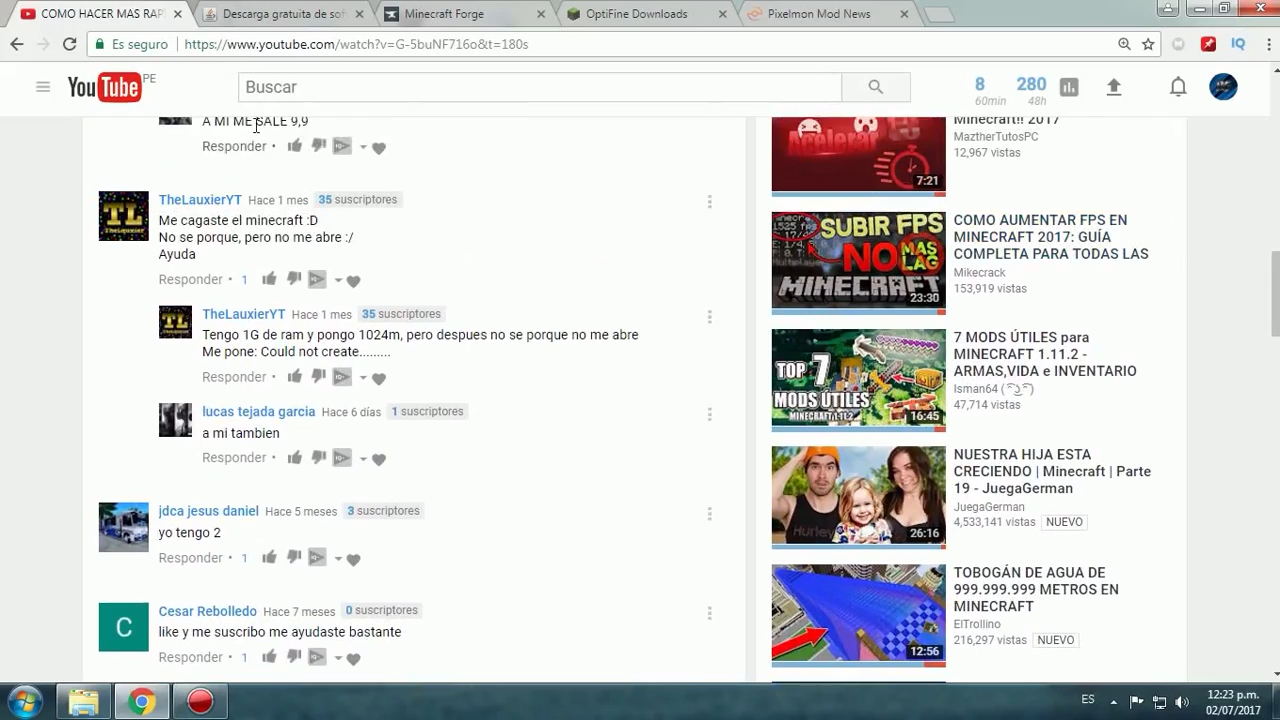 COMO HACER MAS RAP
Descarga gratuita de sof
Minecraft Forge
OptiFine Downloads
Pixelmon Mod News
Es seguro
https://www.youtube.com/watch?v=G-5buNF716o&t=180s
IQ
YouTube PE
Buscar
8
60min
280
48h
A MI ME SALE 9,9
Responder
TheLauxierYT Hace 1 mes 35 suscriptores
Me cagaste el minecraft :D
No se porque, pero no me abre :/
Ayuda
Responder
TheLauxierYT Hace 1 mes 35 suscriptores
Tengo 1G de ram y pongo 1024m, pero despues no se porque no me abre
Me pone: Could not create.........
Responder
lucas tejada garcia Hace 6 días 1 suscriptores
a mi tambien
Responder
jdca jesus daniel Hace 5 meses 3 suscriptores
yo tengo 2
Responder 1
Cesar Rebolledo Hace 7 meses 0 suscriptores
like y me suscribo me ayudaste bastante
Responder 1
C
TL
TheLauxier
TL
Acelerar
7:21
Minecraft!! 2017
MaztherTutosPC
12,967 vistas
SUBIR FPS
NO MAS LAG
MINECRAFT
23:30
COMO AUMENTAR FPS EN
MINECRAFT 2017: GUÍA
COMPLETA PARA TODAS LAS
Mikecrack
153,919 vistas
TOP 7
MODS ÚTILES
MINECRAFT 1.11.2
16:45
7 MODS ÚTILES para
MINECRAFT 1.11.2 -
ARMAS,VIDA e INVENTARIO
Isman64 ( ͡° ͜ʖ ͡°)
47,714 vistas
Hurley
26:16
NUESTRA HIJA ESTA
CRECIENDO | Minecraft | Parte
19 - JuegaGerman
JuegaGerman
4,533,141 vistas NUEVO
12:56
TOBOGÁN DE AGUA DE
999.999.999 METROS EN
MINECRAFT
ElTrollino
216,297 vistas NUEVO
ES
12:23 p.m.
02/07/2017